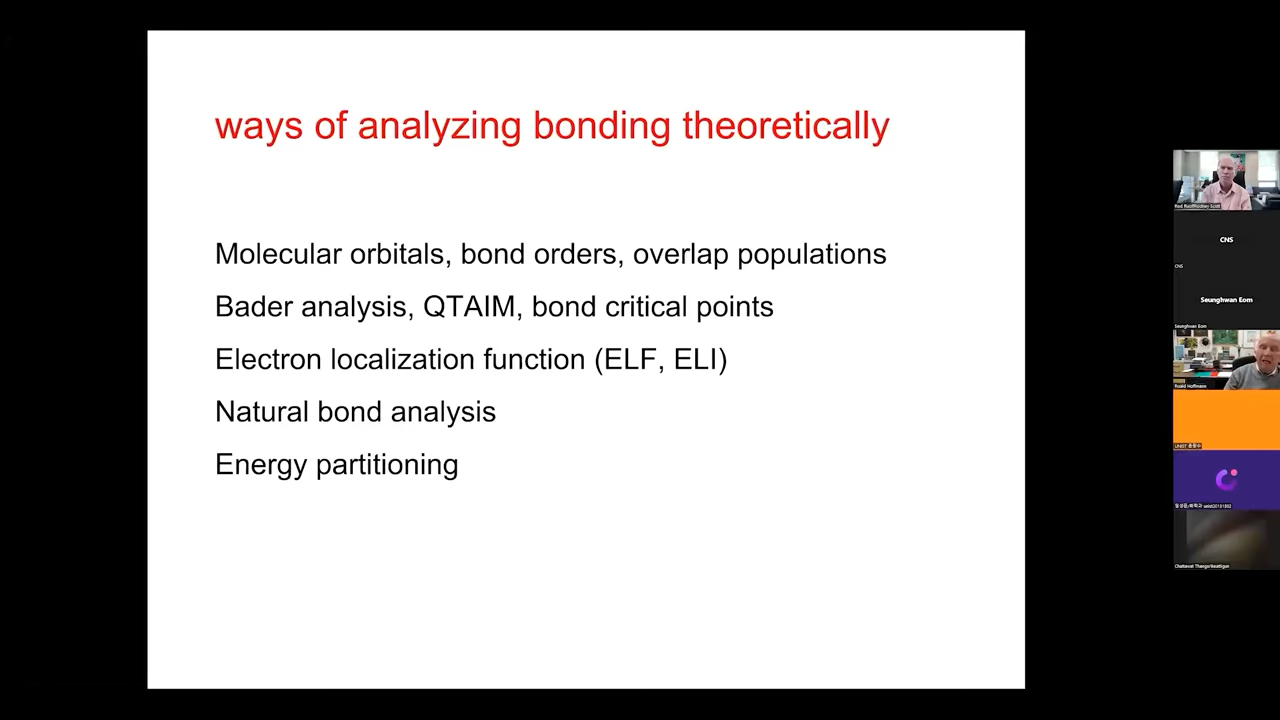 ways of analyzing bonding theoretically
Molecular orbitals, bond orders, overlap populations
Bader analysis, QTAIM, bond critical points
Electron localization function (ELF, ELI)
Natural bond analysis
Energy partitioning
CNS
CNS
Seunghwan Eom
Seunghwan Eom
Roald Hoffmann
UNIST